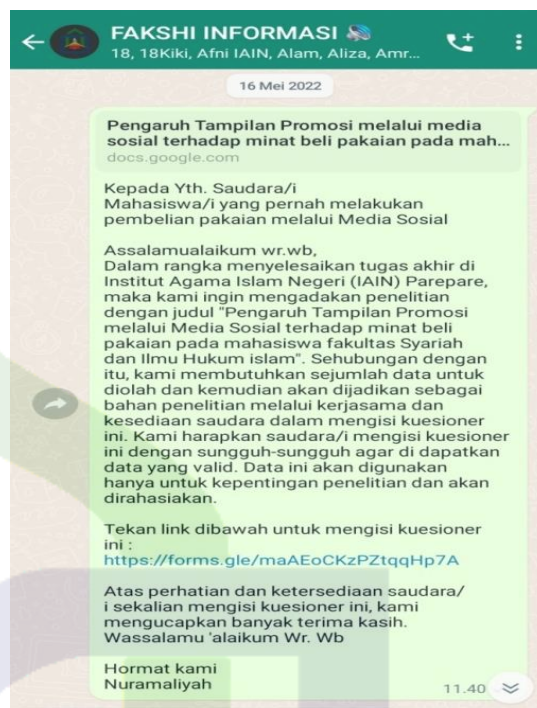 FAKSHI INFORMASI
18, 18Kiki, Afni IAIN, Alam, Aliza, Amr...
16 Mei 2022
Pengaruh Tampilan Promosi melalui media
sosial terhadap minat beli pakaian pada mah...
docs.google.com
Kepada Yth. Saudara/i
Mahasiswa/i yang pernah melakukan
pembelian pakaian melalui Media Sosial
Assalamualaikum wr.wb,
Dalam rangka menyelesaikan tugas akhir di
Institut Agama Islam Negeri (IAIN) Parepare,
maka kami ingin mengadakan penelitian
dengan judul "Pengaruh Tampilan Promosi
melalui Media Sosial terhadap minat beli
pakaian pada mahasiswa fakultas Syariah
dan Ilmu Hukum islam". Sehubungan dengan
itu, kami membutuhkan sejumlah data untuk
diolah dan kemudian akan dijadikan sebagai
bahan penelitian melalui kerjasama dan
kesediaan saudara dalam mengisi kuesioner
ini. Kami harapkan saudara/i mengisi kuesioner
ini dengan sungguh-sungguh agar di dapatkan
data yang valid. Data ini akan digunakan
hanya untuk kepentingan penelitian dan akan
dirahasiakan.
Tekan link dibawah untuk mengisi kuesioner
ini :
https://forms.gle/maAEoCKzPZtqqHp7A
Atas perhatian dan ketersediaan saudara/
i sekalian mengisi kuesioner ini, kami
mengucapkan banyak terima kasih.
Wassalamu 'alaikum Wr. Wb
Hormat kami
Nuramaliyah
11.40